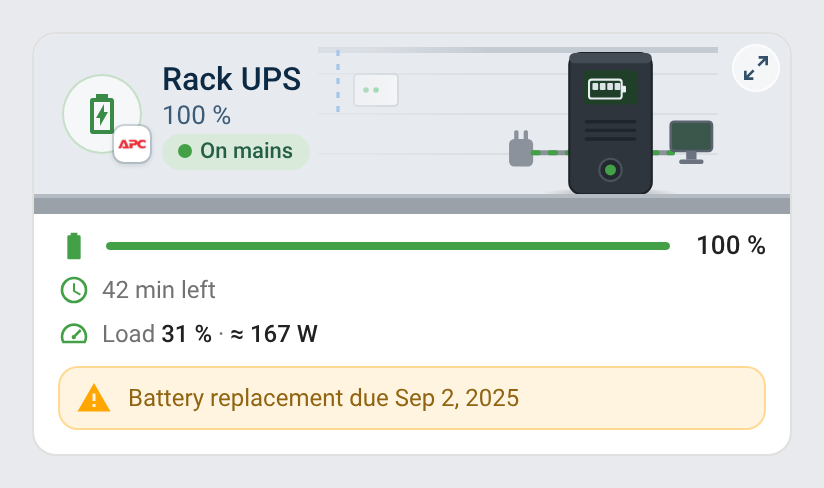 Rack UPS
100 %
APC
On mains
100 %
42 min left
Load 31 % · ≈ 167 W
Battery replacement due Sep 2, 2025